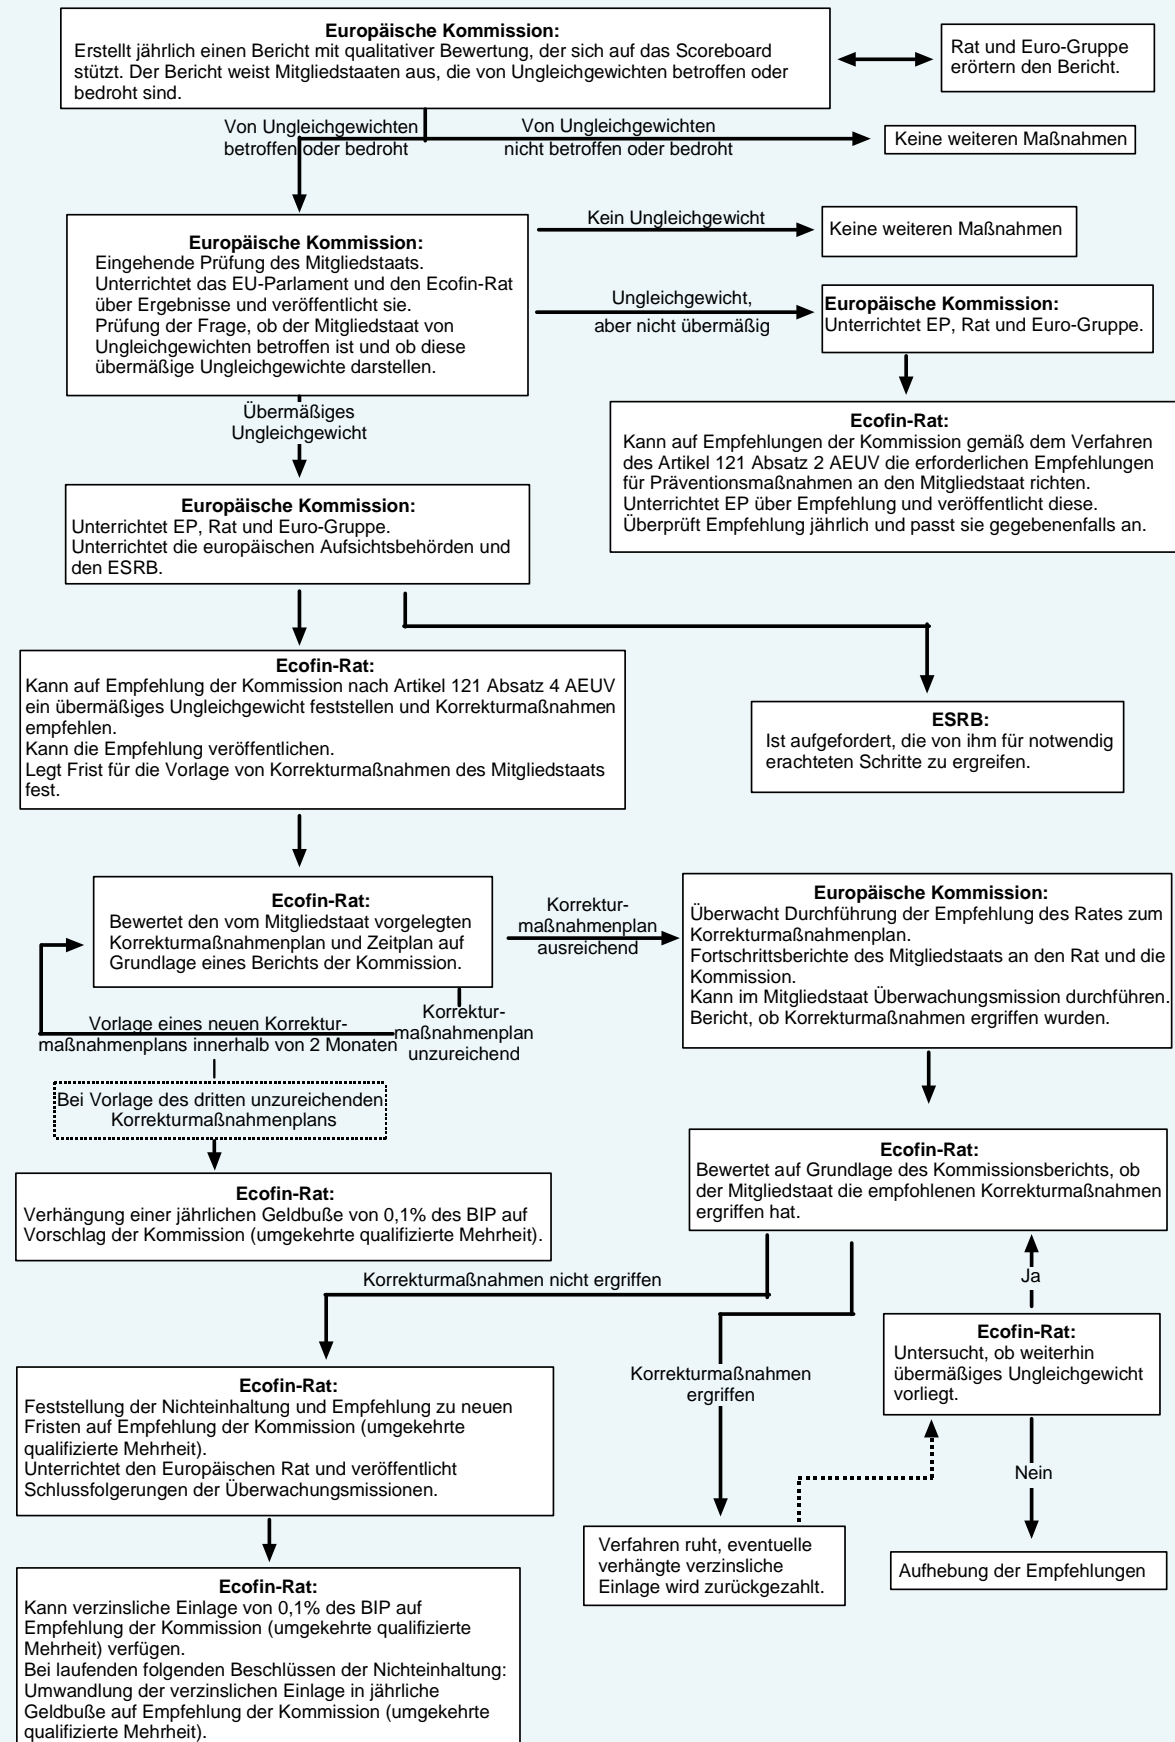 Europäische Kommission:
Erstellt jährlich einen Bericht mit qualitativer Bewertung, der sich auf das Scoreboard
stützt. Der Bericht weist Mitgliedstaaten aus, die von Ungleichgewichten betroffen oder
bedroht sind.
Rat und Euro-Gruppe
erörtern den Bericht.
Von Ungleichgewichten
betroffen oder bedroht
Von Ungleichgewichten
nicht betroffen oder bedroht
Keine weiteren Maßnahmen
Europäische Kommission:
Eingehende Prüfung des Mitgliedstaats.
Unterrichtet das EU-Parlament und den Ecofin-Rat
über Ergebnisse und veröffentlicht sie.
Prüfung der Frage, ob der Mitgliedstaat von
Ungleichgewichten betroffen ist und ob diese
übermäßige Ungleichgewichte darstellen.
Kein Ungleichgewicht
Keine weiteren Maßnahmen
Ungleichgewicht,
aber nicht übermäßig
Europäische Kommission:
Unterrichtet EP, Rat und Euro-Gruppe.
Ecofin-Rat:
Kann auf Empfehlungen der Kommission gemäß dem Verfahren
des Artikel 121 Absatz 2 AEUV die erforderlichen Empfehlungen
für Präventionsmaßnahmen an den Mitgliedstaat richten.
Unterrichtet EP über Empfehlung und veröffentlicht diese.
Überprüft Empfehlung jährlich und passt sie gegebenenfalls an.
Übermäßiges
Ungleichgewicht
Europäische Kommission:
Unterrichtet EP, Rat und Euro-Gruppe.
Unterrichtet die europäischen Aufsichtsbehörden und
den ESRB.
Ecofin-Rat:
Kann auf Empfehlung der Kommission nach Artikel 121 Absatz 4 AEUV
ein übermäßiges Ungleichgewicht feststellen und Korrekturmaßnahmen
empfehlen.
Kann die Empfehlung veröffentlichen.
Legt Frist für die Vorlage von Korrekturmaßnahmen des Mitgliedstaats
fest.
ESRB:
Ist aufgefordert, die von ihm für notwendig
erachteten Schritte zu ergreifen.
Ecofin-Rat:
Bewertet den vom Mitgliedstaat vorgelegten
Korrekturmaßnahmenplan und Zeitplan auf
Grundlage eines Berichts der Kommission.
Korrektur-
maßnahmenplan
ausreichend
Europäische Kommission:
Überwacht Durchführung der Empfehlung des Rates zum
Korrekturmaßnahmenplan.
Fortschrittsberichte des Mitgliedstaats an den Rat und die
Kommission.
Kann im Mitgliedstaat Überwachungsmission durchführen.
Bericht, ob Korrekturmaßnahmen ergriffen wurden.
Korrektur-
maßnahmenplan
unzureichend
Vorlage eines neuen Korrektur-
maßnahmenplans innerhalb von 2 Monaten
Bei Vorlage des dritten unzureichenden
Korrekturmaßnahmenplans
Ecofin-Rat:
Verhängung einer jährlichen Geldbuße von 0,1% des BIP auf
Vorschlag der Kommission (umgekehrte qualifizierte Mehrheit).
Ecofin-Rat:
Bewertet auf Grundlage des Kommissionsberichts, ob
der Mitgliedstaat die empfohlenen Korrekturmaßnahmen
ergriffen hat.
Korrekturmaßnahmen nicht ergriffen
Ja
Ecofin-Rat:
Untersucht, ob weiterhin
übermäßiges Ungleichgewicht
vorliegt.
Korrekturmaßnahmen
ergriffen
Ecofin-Rat:
Feststellung der Nichteinhaltung und Empfehlung zu neuen
Fristen auf Empfehlung der Kommission (umgekehrte
qualifizierte Mehrheit).
Unterrichtet den Europäischen Rat und veröffentlicht
Schlussfolgerungen der Überwachungsmissionen.
Nein
Verfahren ruht, eventuelle
verhängte verzinsliche
Einlage wird zurückgezahlt.
Aufhebung der Empfehlungen
Ecofin-Rat:
Kann verzinsliche Einlage von 0,1% des BIP auf
Empfehlung der Kommission (umgekehrte qualifizierte
Mehrheit) verfügen.
Bei laufenden folgenden Beschlüssen der Nichteinhaltung:
Umwandlung der verzinslichen Einlage in jährliche
Geldbuße auf Empfehlung der Kommission (umgekehrte
qualifizierte Mehrheit).